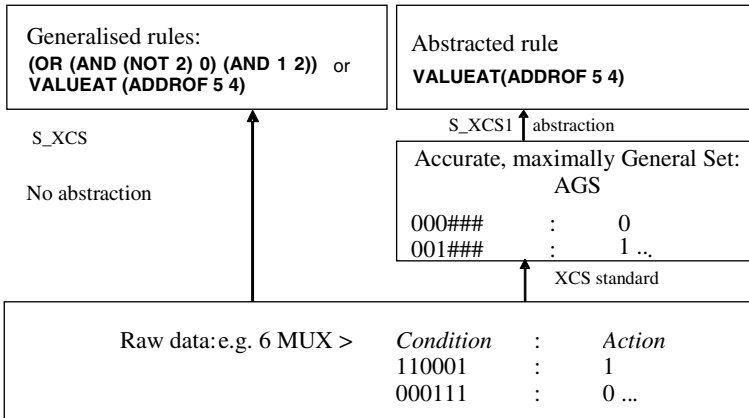 Generalised rules:
(OR (AND (NOT 2) 0) (AND 1 2)) or
VALUEAT (ADDROF 5 4)
Abstracted rule:
VALUEAT(ADDROF 5 4)
S_XCS
No abstraction
S_XCS1 abstraction
Accurate, maximally General Set:
AGS
000### : 0
001### : 1 ...
XCS standard
Raw data: e.g. 6 MUX > Condition : Action
110001 : 1
000111 : 0 ...